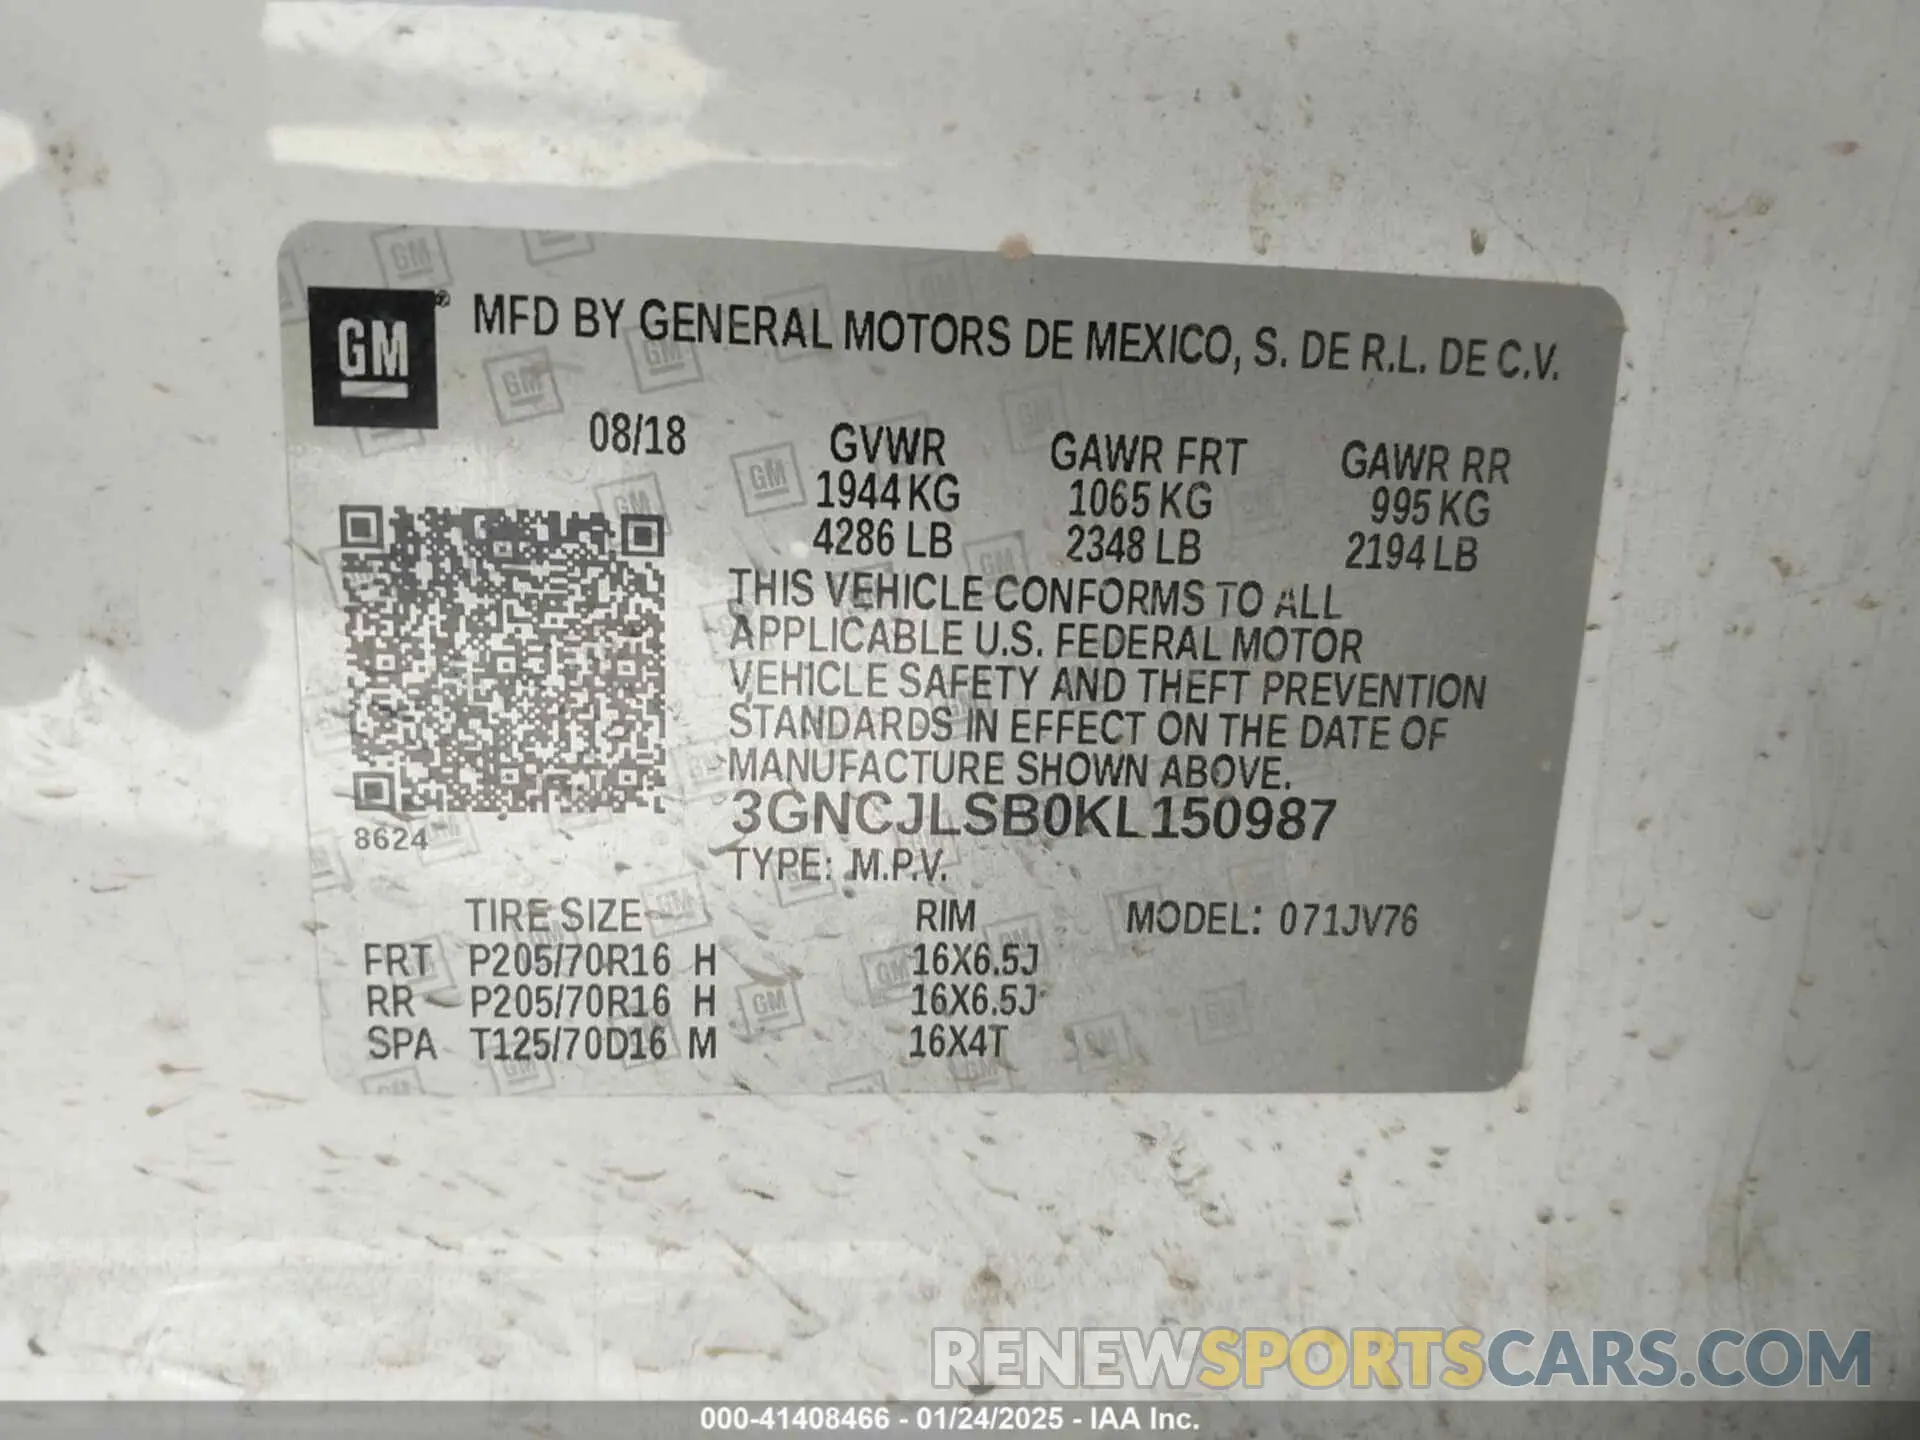 GM ® MFD BY GENERAL MOTORS DE MEXICO, S. DE R.L. DE C.V.
08/18 GVWR GAWR FRT GAWR RR
1944 KG 1065 KG 995 KG
4286 LB 2348 LB 2194 LB
THIS VEHICLE CONFORMS TO ALL
APPLICABLE U.S. FEDERAL MOTOR
VEHICLE SAFETY AND THEFT PREVENTION
STANDARDS IN EFFECT ON THE DATE OF
MANUFACTURE SHOWN ABOVE.
3GNCJLSB0KL150987
8624
TYPE: M.P.V.
TIRE SIZE RIM MODEL: 071JV76
FRT P205/70R16 H 16X6.5J
RR P205/70R16 H 16X6.5J
SPA T125/70D16 M 16X4T
RENEWSPORTSCARS.COM
000-41408466 - 01/24/2025 - IAA Inc.